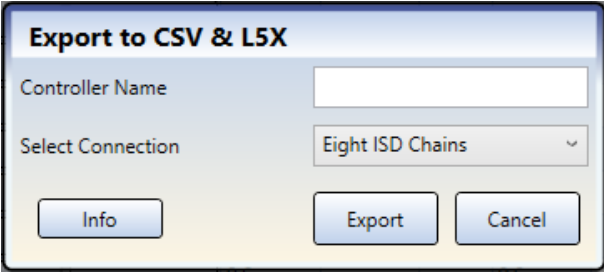 Export to CSV & L5X
Controller Name
Select Connection
Eight ISD Chains
Info
Export
Cancel